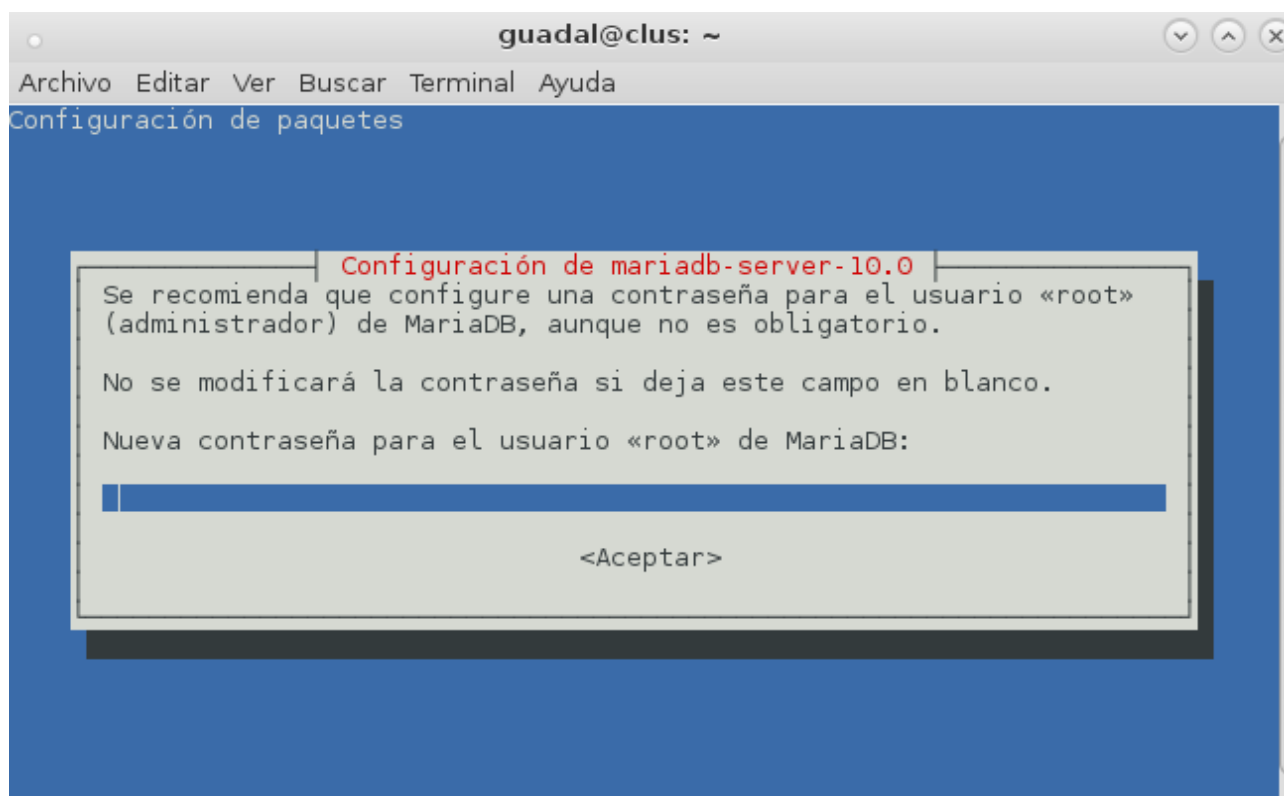 guadal@clus: ~
Archivo Editar Ver Buscar Terminal Ayuda
Configuración de paquetes
Configuración de mariadb-server-10.0
Se recomienda que configure una contraseña para el usuario «root»
(administrador) de MariaDB, aunque no es obligatorio.
No se modificará la contraseña si deja este campo en blanco.
Nueva contraseña para el usuario «root» de MariaDB:
<Aceptar>